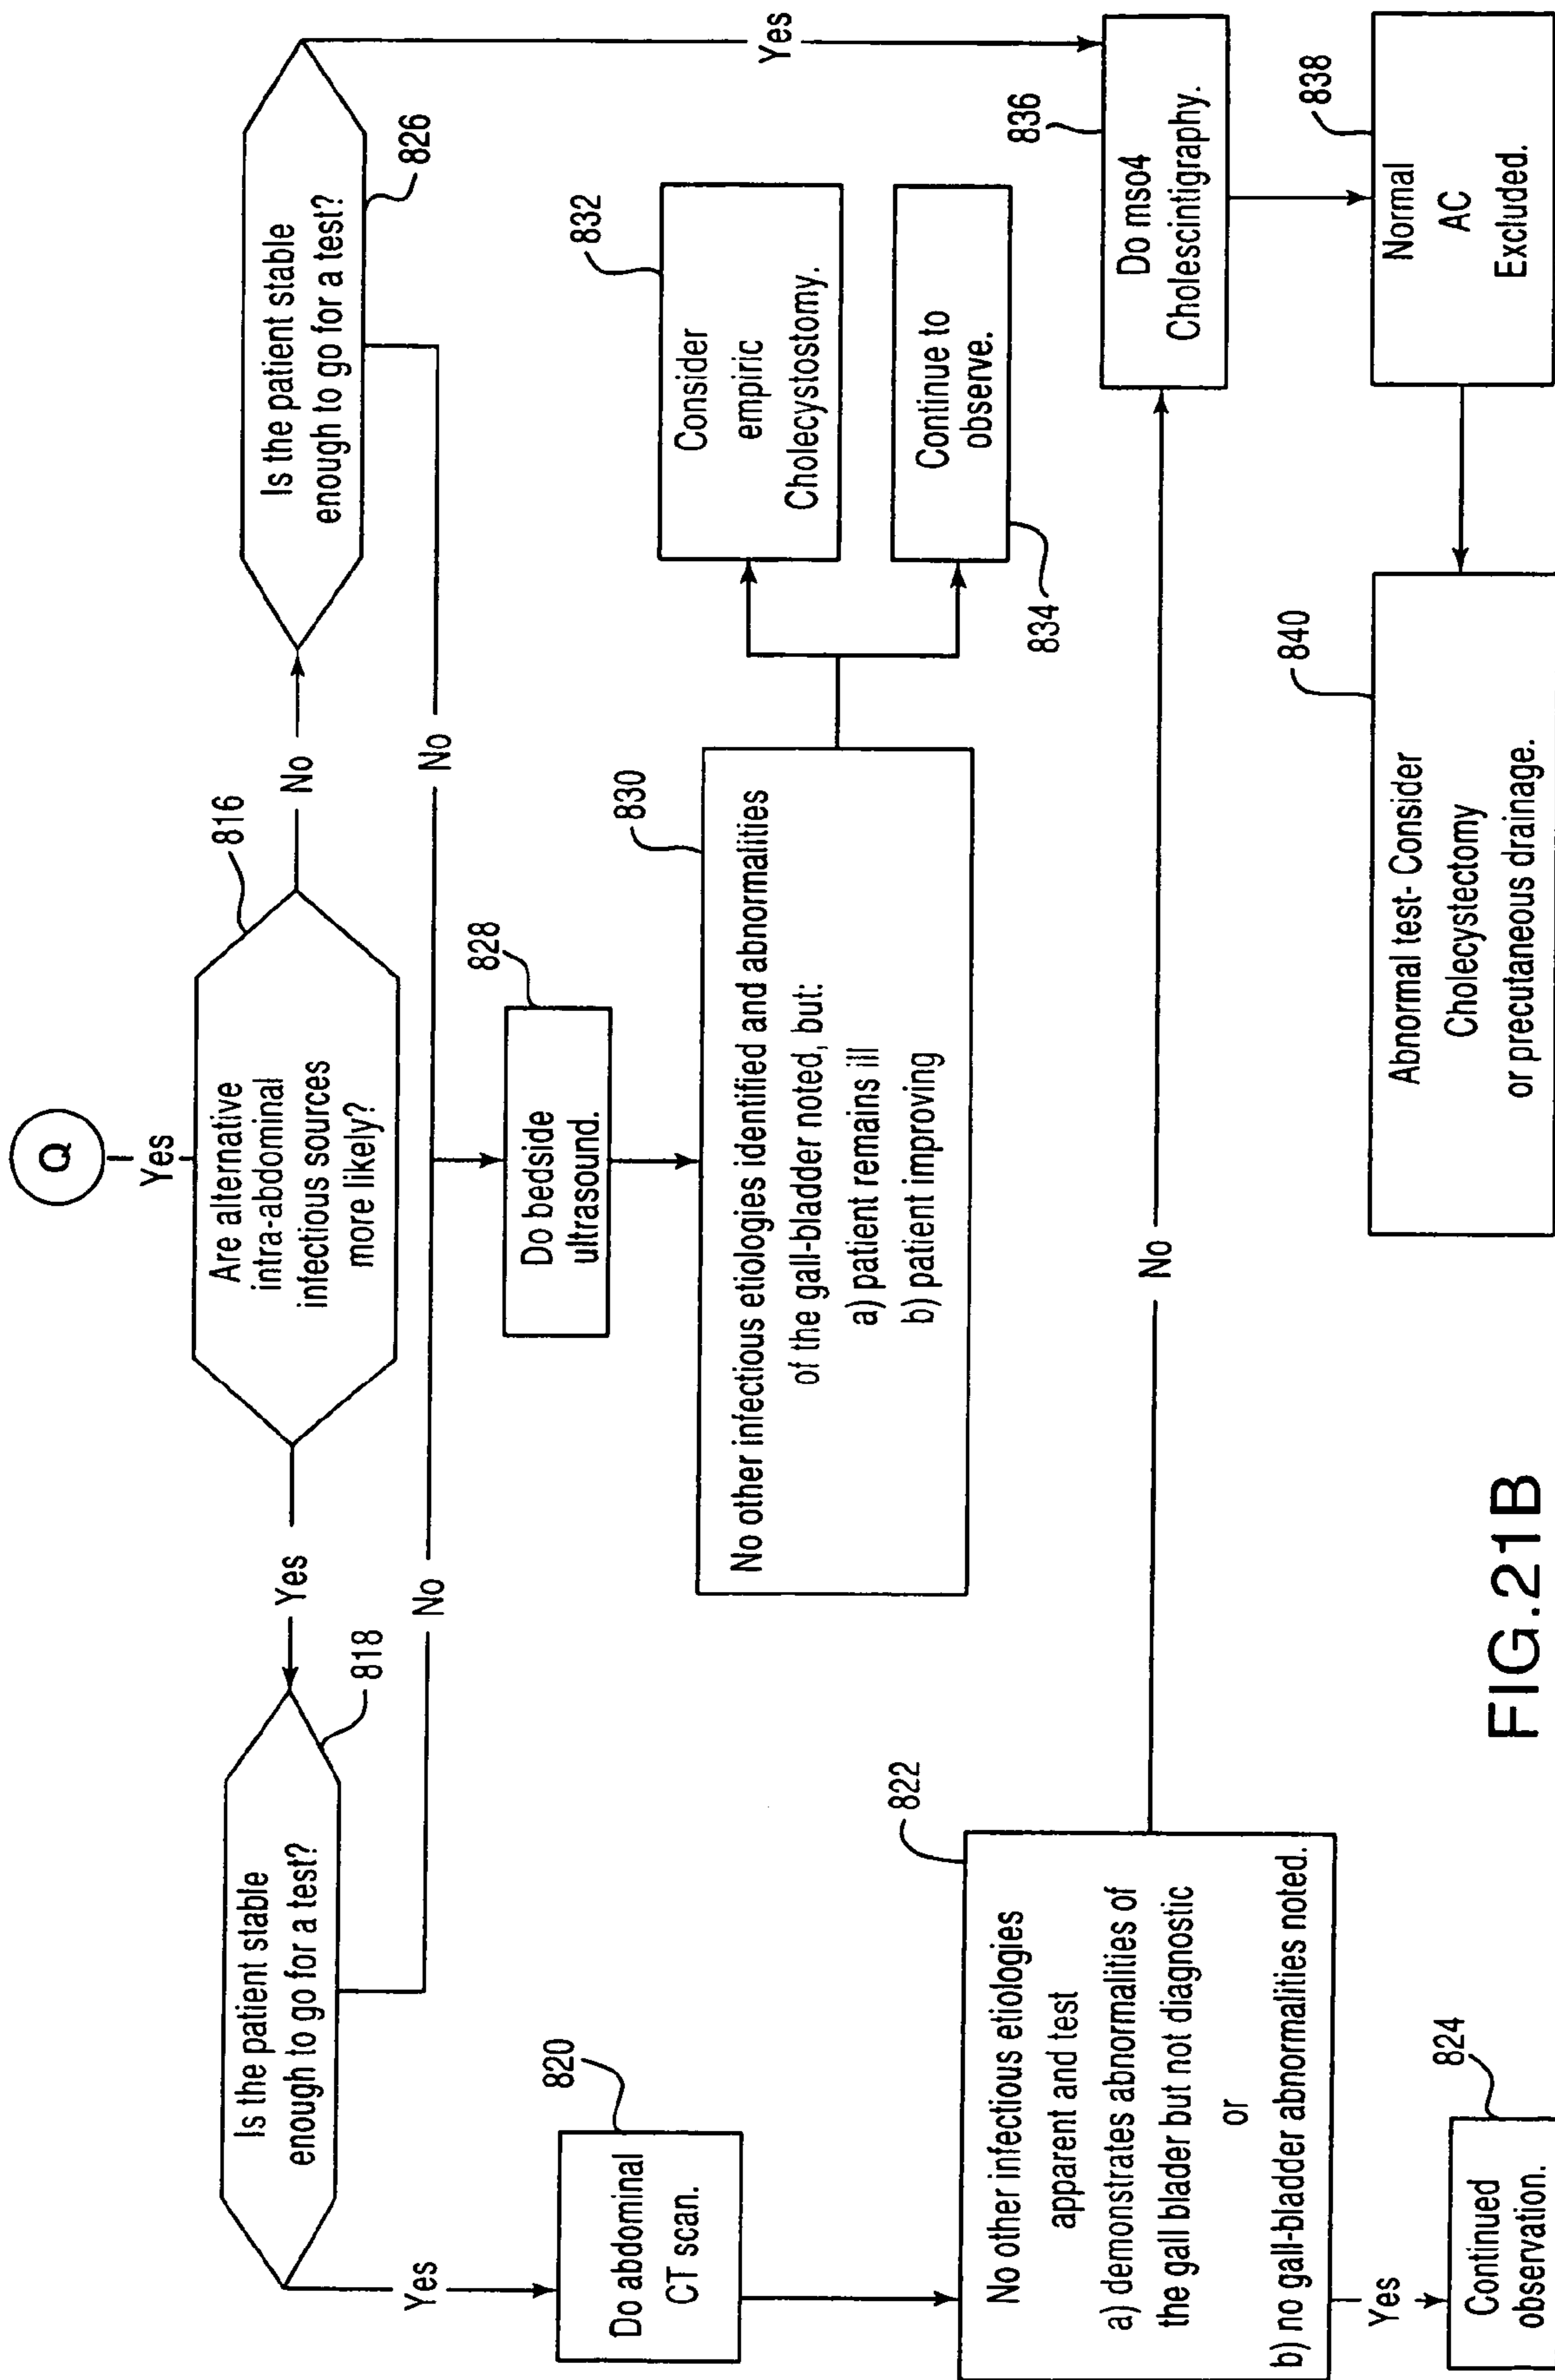 Q
Yes
Are alternative
intra-abdominal
infectious sources
more likely?
816
Yes
No
Is the patient stable
enough to go for a test?
818
Is the patient stable
enough to go for a test?
826
No
No
Yes
Yes
Do abdominal
CT scan.
820
Do bedside
ultrasound.
828
No other infectious etiologies identified and abnormalities
of the gall-bladder noted, but:
a) patient remains ill
b) patient improving
830
Consider
empiric
Cholecystostomy.
832
Continue to
observe.
834
No other infectious etiologies
apparent and test
a) demonstrates abnormalities of
the gall blader but not diagnostic
or
b) no gall-bladder abnormalities noted.
822
No
Do mso4
Cholescintigraphy.
836
Yes
Continued
observation.
824
Normal
AC
Excluded.
838
Abnormal test- Consider
Cholecystectomy
or precutaneous drainage.
840
FIG.21B